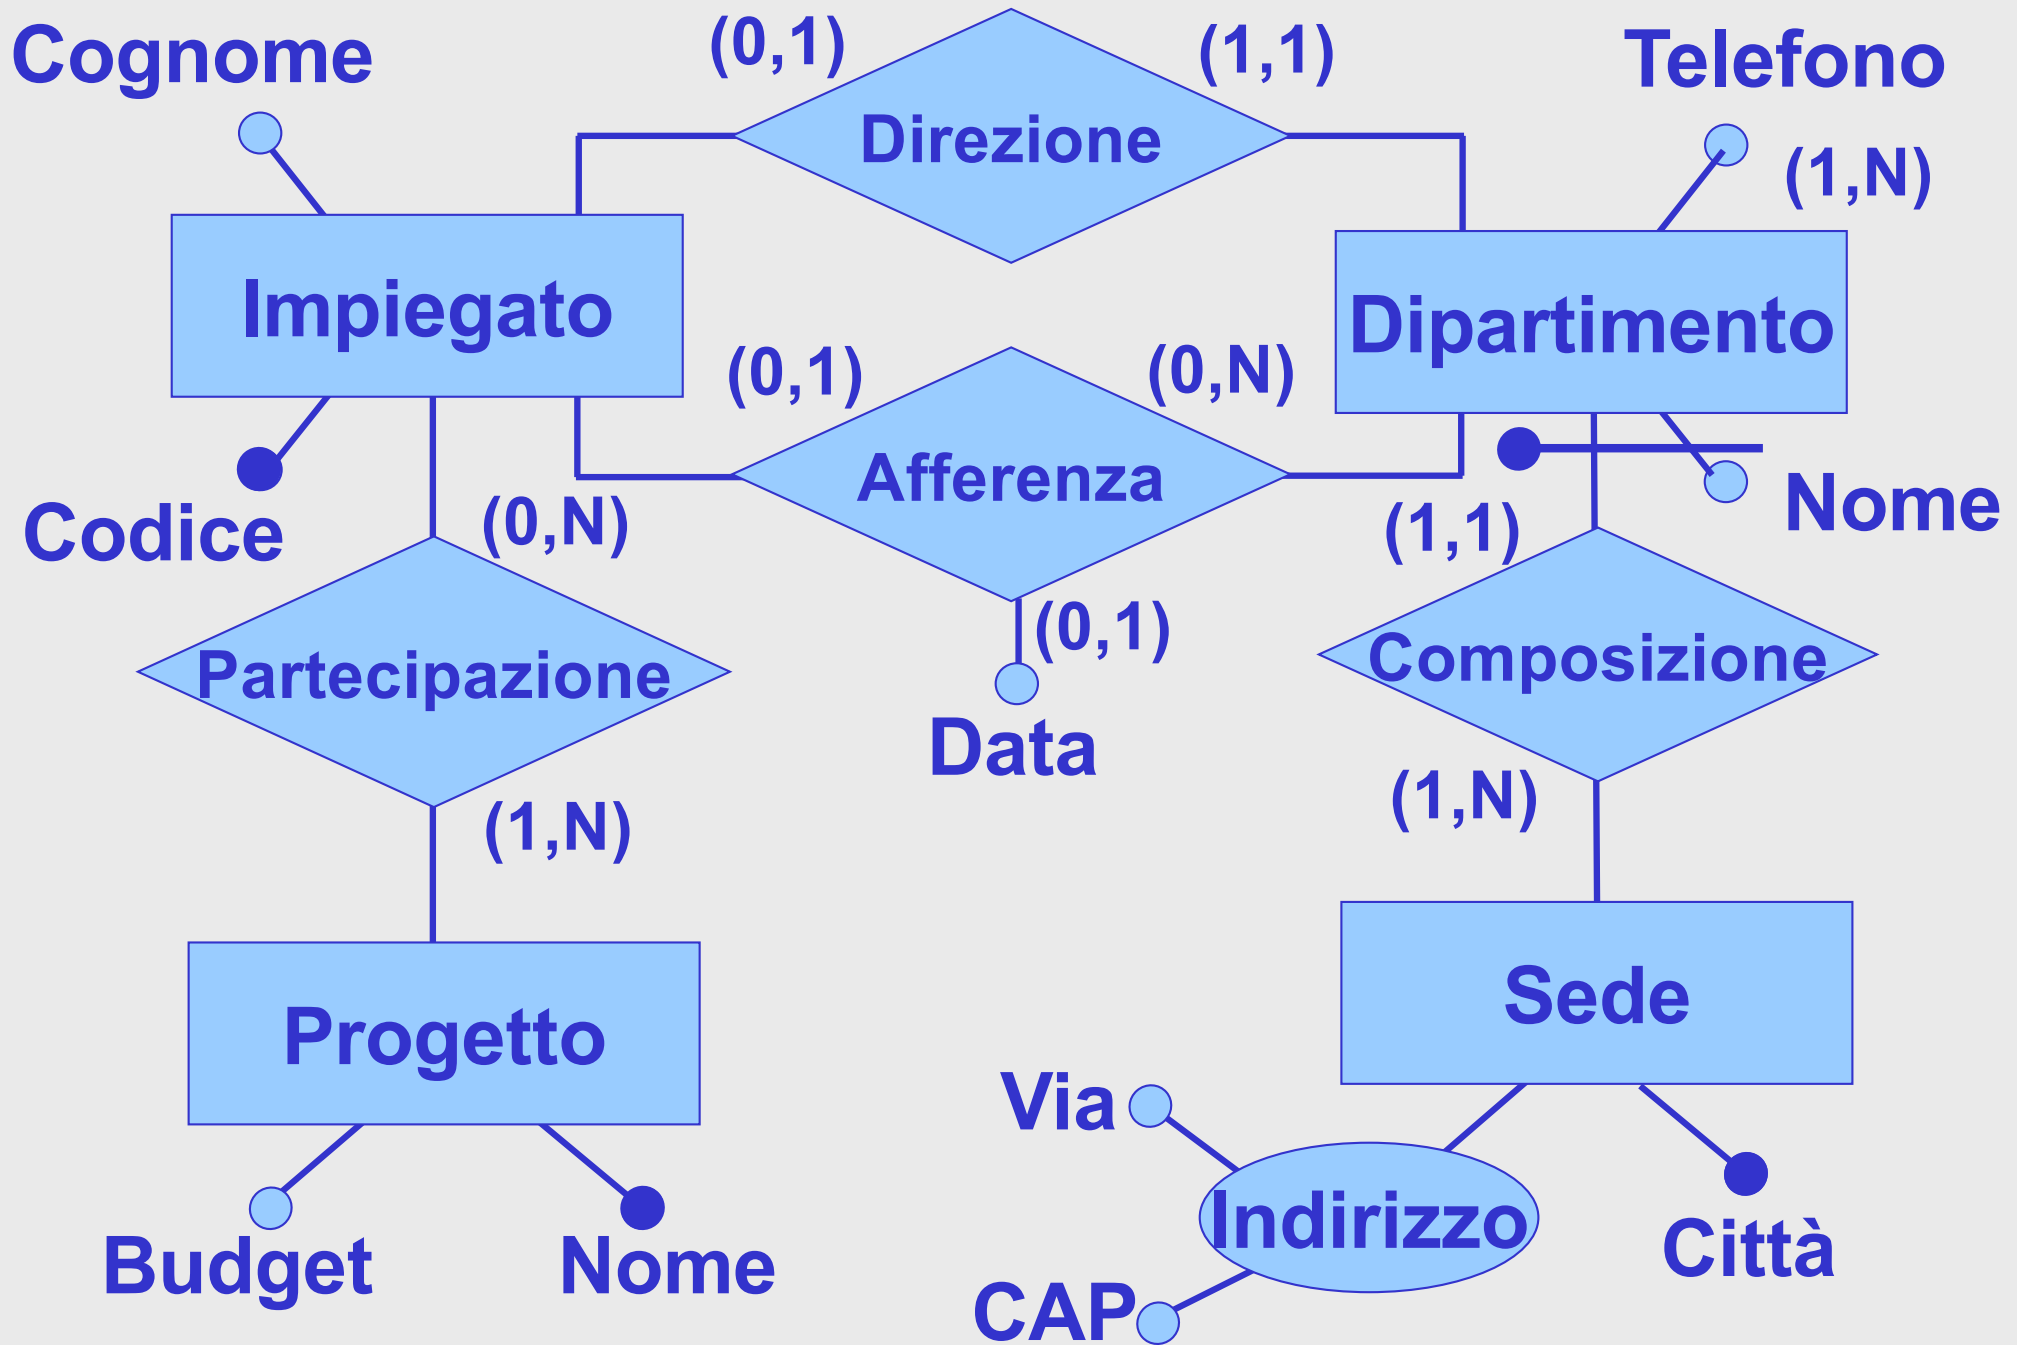 Cognome
(0,1)
(1,1)
Telefono
Direzione
(1,N)
Impiegato
Dipartimento
(0,1)
(0,N)
Afferenza
Codice
(0,N)
(1,1)
Nome
(0,1)
Partecipazione
Composizione
Data
(1,N)
(1,N)
Sede
Progetto
Via
Indirizzo
Città
Budget
Nome
CAP